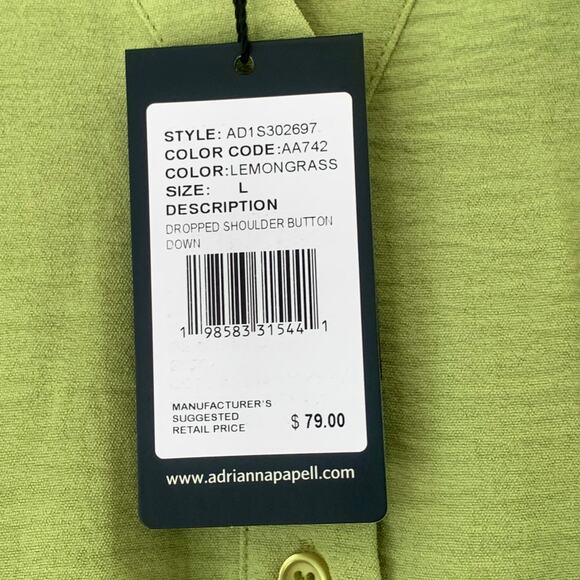 STYLE: AD1S302697
COLOR CODE:AA742
COLOR:LEMONGRASS
SIZE: L
DESCRIPTION
DROPPED SHOULDER BUTTON
DOWN
1 98583 31544 1
MANUFACTURER'S
SUGGESTED
RETAIL PRICE $ 79.00
www.adriannapapell.com